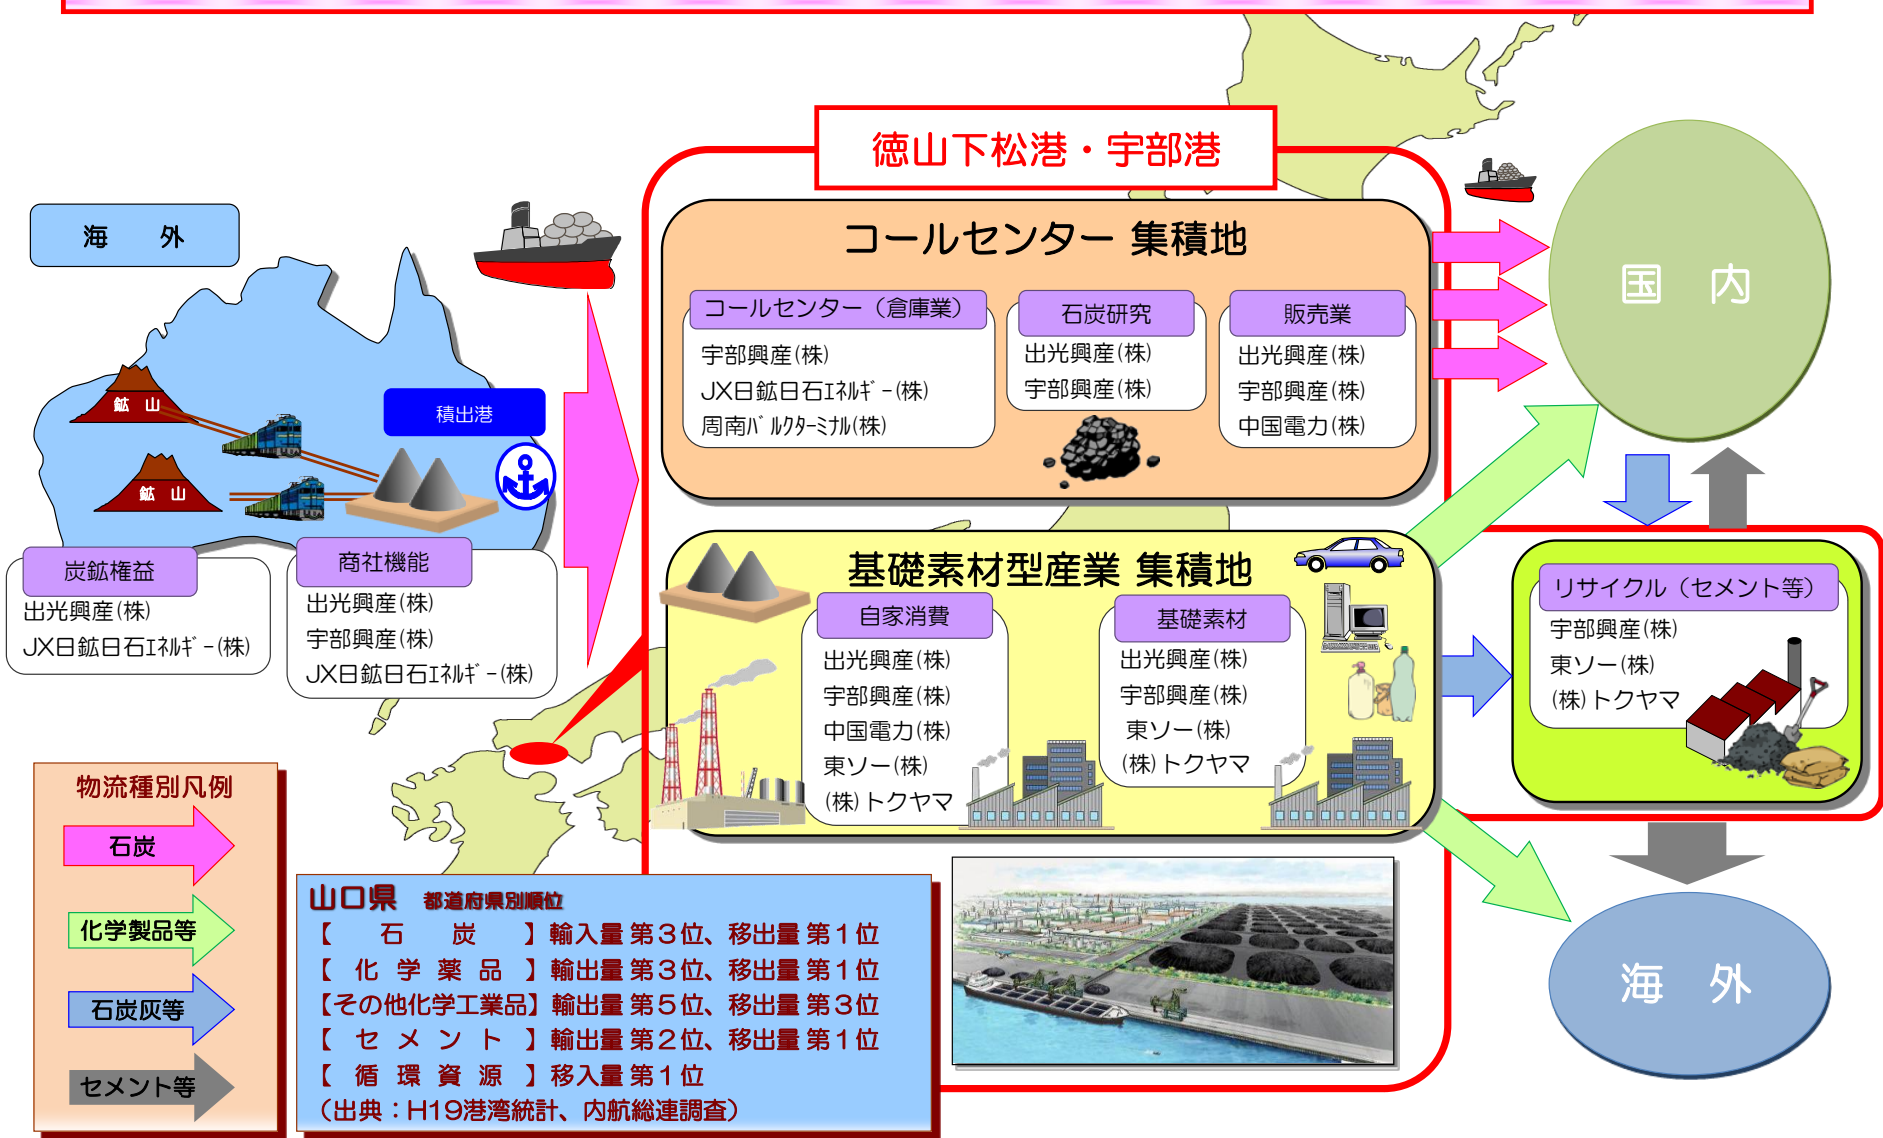 徳山下松港・宇部港
海　外
コールセンター 集積地
コールセンター（倉庫業）
宇部興産(株)
JX日鉱日石ｴﾈﾙｷﾞｰ(株)
周南ﾊﾞﾙｸﾀｰﾐﾅﾙ(株)
石炭研究
出光興産(株)
宇部興産(株)
販売業
出光興産(株)
宇部興産(株)
中国電力(株)
国　内
鉱　山
鉱　山
積出港
炭鉱権益
出光興産(株)
JX日鉱日石ｴﾈﾙｷﾞｰ(株)
商社機能
出光興産(株)
宇部興産(株)
JX日鉱日石ｴﾈﾙｷﾞｰ(株)
基礎素材型産業 集積地
自家消費
出光興産(株)
宇部興産(株)
中国電力(株)
東ソー(株)
(株)トクヤマ
基礎素材
出光興産(株)
宇部興産(株)
東ソー(株)
(株)トクヤマ
リサイクル（セメント等）
宇部興産(株)
東ソー(株)
(株)トクヤマ
物流種別凡例
石炭
化学製品等
石炭灰等
セメント等
山口県　都道府県別順位
【　石　炭　】輸入量 第３位、移出量 第１位
【　化 学 薬 品　】輸出量 第３位、移出量 第１位
【その他化学工業品】輸出量 第５位、移出量 第３位
【　セ メ ン ト　】輸出量 第２位、移出量 第１位
【　循 環 資 源　】移入量 第１位
（出典：H19港湾統計、内航総連調査）
海　外